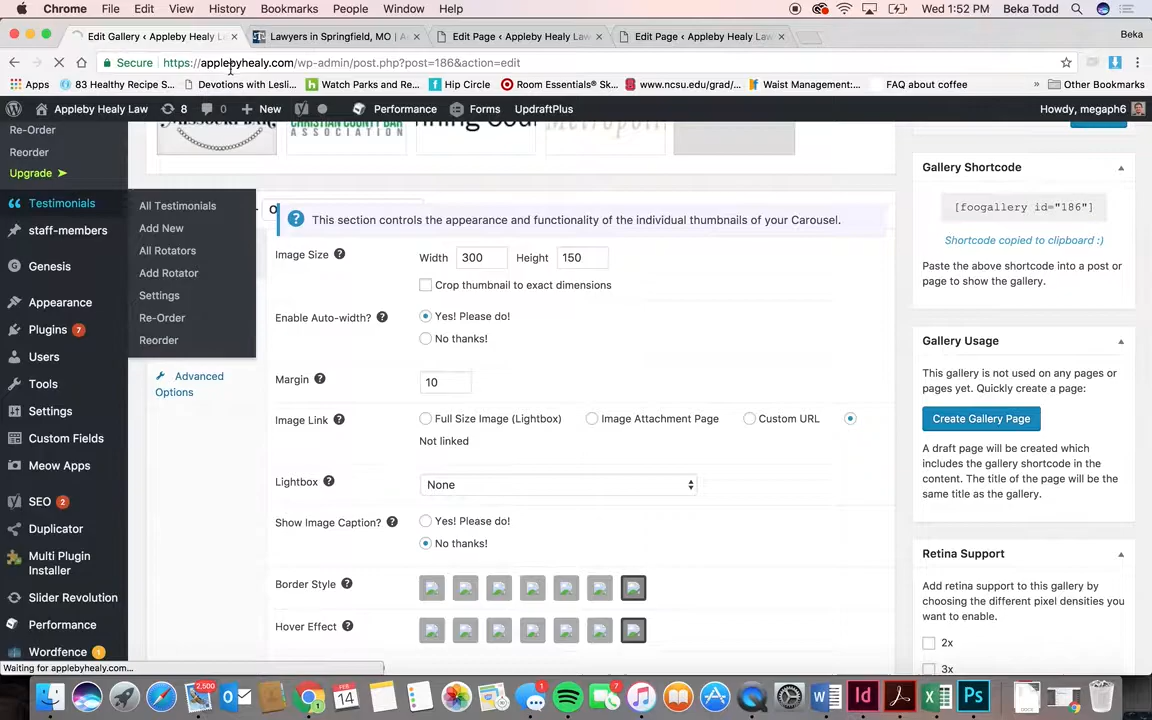 Chrome File Edit View History Bookmarks People Window Help Wed 1:52 PM Beka Todd
Edit Gallery ‹ Appleby Healy L Lawyers in Springfield, MO | A Edit Page ‹ Appleby Healy Law Edit Page ‹ Appleby Healy Law Beka
Secure https://applebyhealy.com/wp-admin/post.php?post=186&action=edit
Apps 83 Healthy Recipe S... Devotions with Lesli... Watch Parks and Re... Hip Circle Room Essentials® Sk... www.ncsu.edu/grad/... Waist Management:... FAQ about coffee » Other Bookmarks
Appleby Healy Law 8 0 New Performance Forms UpdraftPlus Howdy, megaph6
Re-Order
Reorder
Upgrade
Testimonials
staff-members
Genesis
Appearance
Plugins 7
Users
Tools
Settings
Custom Fields
Meow Apps
SEO 2
Duplicator
Multi Plugin
Installer
Slider Revolution
Performance
Wordfence 1
Waiting for applebyhealy.com...
All Testimonials
Add New
All Rotators
Add Rotator
Settings
Re-Order
Reorder
Advanced
Options
CHRISTIAN COUNTY BAR
ASSOCIATION
Metropolit
? This section controls the appearance and functionality of the individual thumbnails of your Carousel.
Image Size ? Width 300 Height 150
Crop thumbnail to exact dimensions
Enable Auto-width? ? Yes! Please do!
No thanks!
Margin ? 10
Image Link ? Full Size Image (Lightbox) Image Attachment Page Custom URL
Not linked
Lightbox ? None
Show Image Caption? ? Yes! Please do!
No thanks!
Border Style ?
Hover Effect ?
Gallery Shortcode
[foogallery id="186"]
Shortcode copied to clipboard :)
Paste the above shortcode into a post or
page to show the gallery.
Gallery Usage
This gallery is not used on any pages or
pages yet. Quickly create a page:
Create Gallery Page
A draft page will be created which
includes the gallery shortcode in the
content. The title of the page will be the
same title as the gallery.
Retina Support
Add retina support to this gallery by
choosing the different pixel densities you
want to enable.
2x
3x
2,500 FEB 14 1 1 7 W Id X Ps